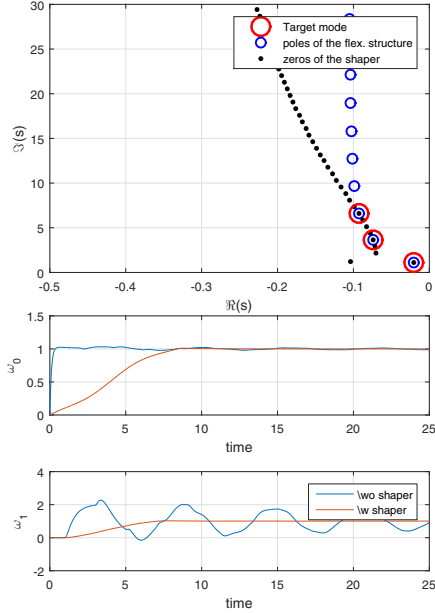 30
25
20
15
10
5
0
ℑ(s)
Target mode
poles of the flex. structure
zeros of the shaper
-0.5 -0.4 -0.3 -0.2 -0.1 0
ℜ(s)
1.5
1
0.5
0
ω₀
0 5 10 15 20 25
time
4
2
0
-2
ω₁
\wo shaper
\w shaper
0 5 10 15 20 25
time